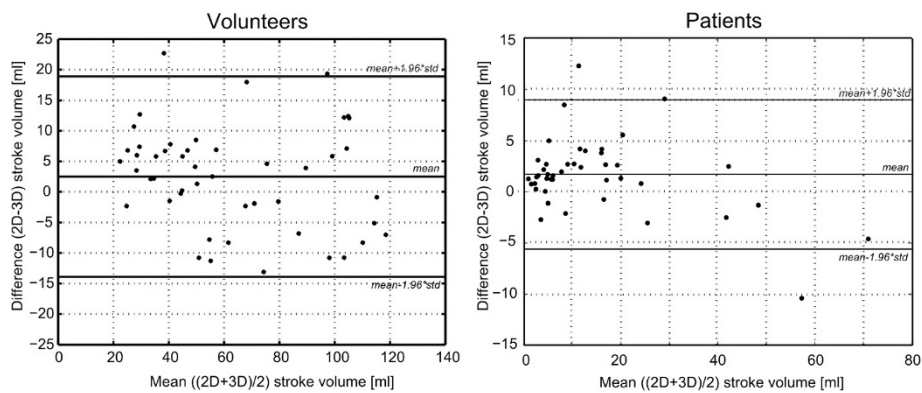 Volunteers
Difference (2D-3D) stroke volume [ml]
25
20
15
10
5
0
−5
−10
−15
−20
−25
mean+1.96*std
mean
mean-1.96*std
0 20 40 60 80 100 120 140
Mean ((2D+3D)/2) stroke volume [ml]
Patients
Difference (2D-3D) stroke volume [ml]
15
10
5
0
−5
−10
−15
mean+1.96*std
mean
mean-1.96*std
0 20 40 60 80
Mean ((2D+3D)/2) stroke volume [ml]